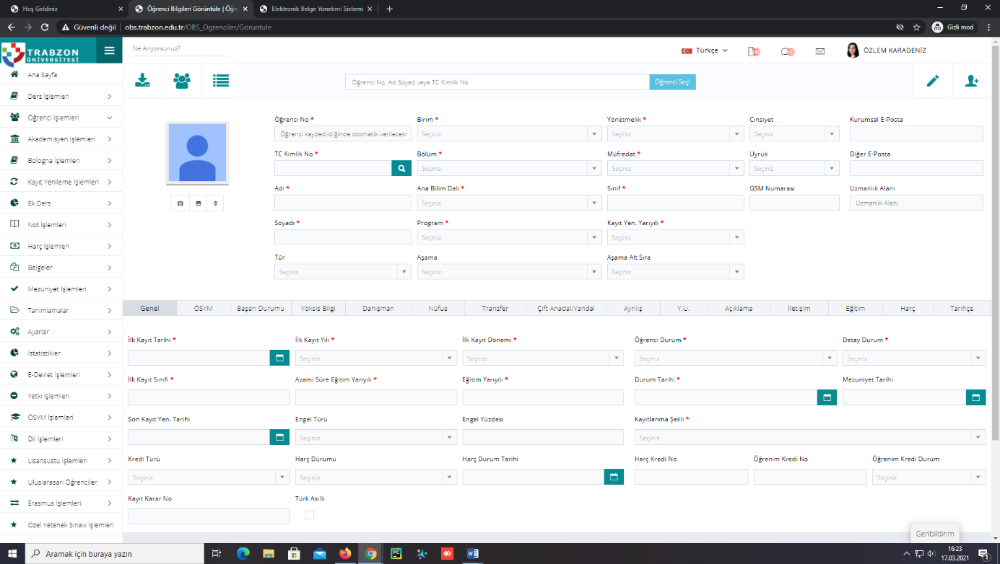 Hoş Geldiniz
Öğrenci Bilgileri Görüntüle | Öğre
Elektronik Belge Yönetimi Sistemi
Güvenli değil
obs.trabzon.edu.tr/OBS_Ogrenciler/Goruntule
Gizli mod
TRABZON
ÜNİVERSİTESİ
Ne Arıyorsunuz?
Türkçe
ÖZLEM KARADENİZ
Ana Sayfa
Ders İşlemleri
Öğrenci İşlemleri
Akademisyen İşlemleri
Bologna İşlemleri
Kayıt Yenileme İşlemleri
Ek Ders
Not İşlemleri
Harç İşlemleri
Belgeler
Mezuniyet İşlemleri
Tanımlamalar
Ayarlar
İstatistikler
E-Devlet İşlemleri
Yetki İşlemleri
ÖSYM İşlemleri
Dil İşlemleri
Lisansüstü İşlemleri
Uluslararası Öğrenciler
Erasmus İşlemleri
Özel Yetenek Sınavı İşlemleri
Öğrenci No, Ad Soyad veya TC Kimlik No
Öğrenci Seç!
Öğrenci No * Birim * Yönetmelik * Cinsiyet Kurumsal E-Posta
Öğrenci kaydedildiğinde otomatik verilecekt Seçiniz Seçiniz Seçiniz
TC Kimlik No * Bölüm * Müfredat * Uyruk Diğer E-Posta
Seçiniz Seçiniz Seçiniz
Adı * Ana Bilim Dalı * Sınıf * GSM Numarası Uzmanlık Alanı
Seçiniz Uzmanlık Alanı
Soyadı * Program * Kayıt Yen. Yarıyılı *
Seçiniz Seçiniz
Tür Aşama Aşama Alt Sıra
Seçiniz Seçiniz Seçiniz
Genel ÖSYM Başarı Durumu Yöksis Bilgi Danışman Nüfus Transfer Çift Anadal/Yandal Ayrılış Y.U. Açıklama İletişim Eğitim Harç Tarihçe
İlk Kayıt Tarihi * İlk Kayıt Yılı * İlk Kayıt Dönemi * Öğrenci Durum * Detay Durum *
Seçiniz Seçiniz Seçiniz Seçiniz
İlk Kayıt Sınıfı * Azami Süre Eğitim Yarıyılı * Eğitim Yarıyılı * Durum Tarihi * Mezuniyet Tarihi
Son Kayıt Yen. Tarihi Engel Türü Engel Yüzdesi Kayıtlanma Şekli *
Seçiniz Seçiniz
Kredi Türü Harç Durumu Harç Durum Tarihi Harç Kredi No Öğrenim Kredi No Öğrenim Kredi Durum
Seçiniz Seçiniz Seçiniz
Kayıt Karar No Türk Asıllı
Geribildirim
Aramak için buraya yazın
16:23
17.03.2021